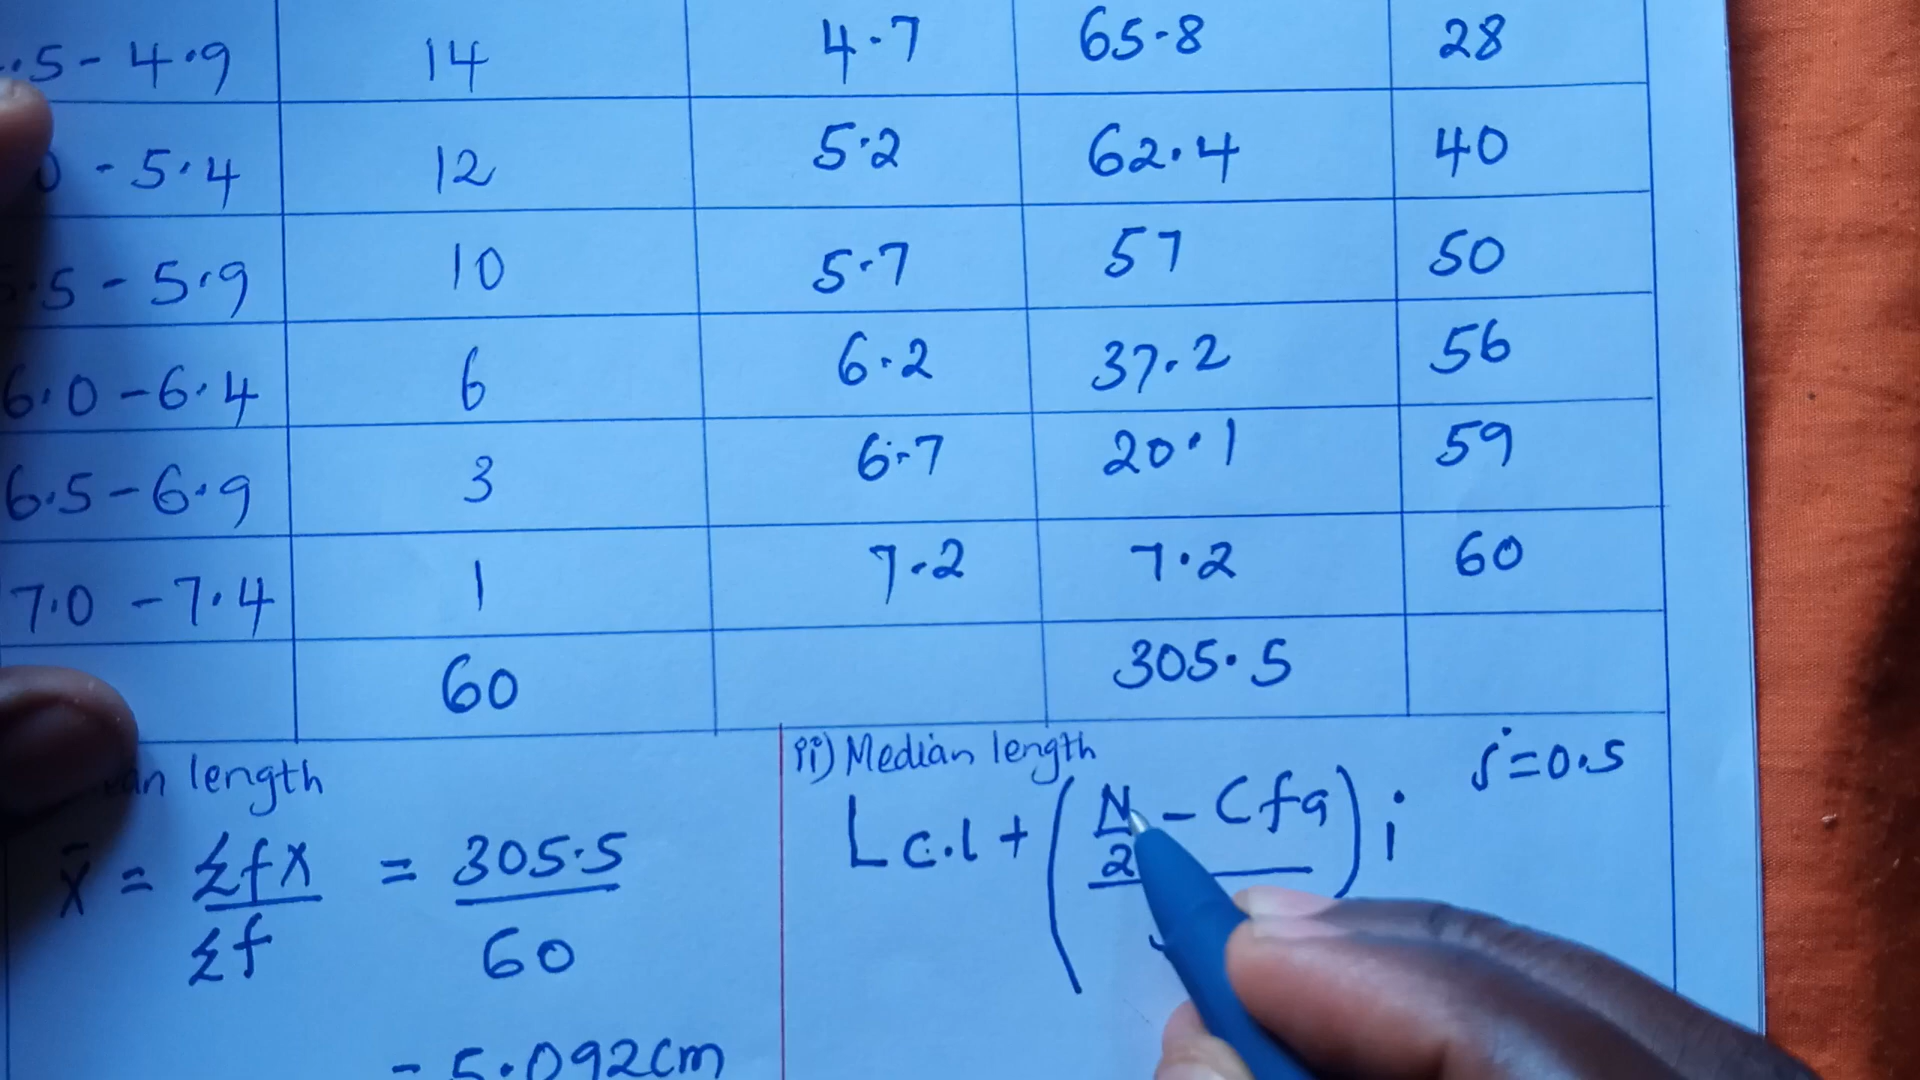 .5 - 4.9 14 4.7 65.8 28
0 - 5.4 12 5.2 62.4 40
.5 - 5.9 10 5.7 57 50
6.0 - 6.4 6 6.2 37.2 56
6.5 - 6.9 3 6.7 20.1 59
7.0 - 7.4 1 7.2 7.2 60
60 305.5
an length
x̄ = Σfx / Σf = 305.5 / 60
= 5.092cm
ii) Median length
i = 0.5
Lc.l + (N/2 - Cfa) i